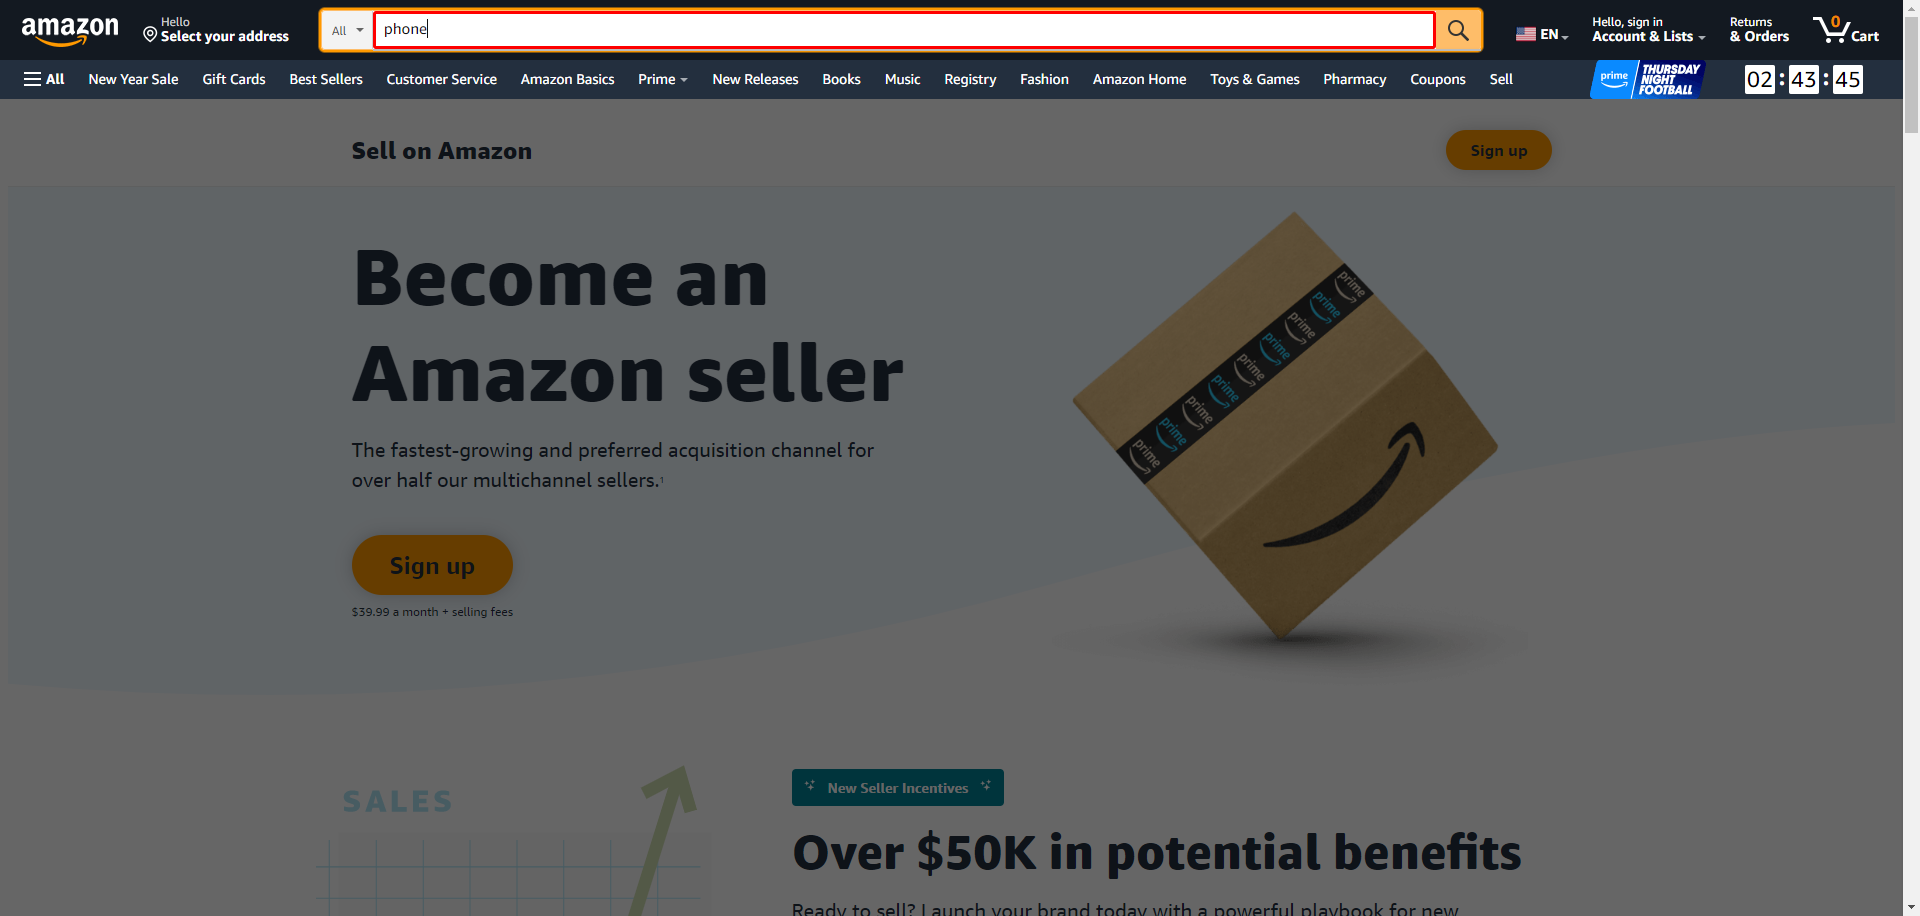 amazon
Hello
Select your address
All
phone
EN
Hello, sign in
Account & Lists
Returns
& Orders
0
Cart
All
New Year Sale
Gift Cards
Best Sellers
Customer Service
Amazon Basics
Prime
New Releases
Books
Music
Registry
Fashion
Amazon Home
Toys & Games
Pharmacy
Coupons
Sell
prime
THURSDAY
NIGHT
FOOTBALL
02 : 43 : 45
Sell on Amazon
Sign up
Become an
Amazon seller
The fastest-growing and preferred acquisition channel for
over half our multichannel sellers.¹
Sign up
$39.99 a month + selling fees
prime
prime
prime
prime
prime
prime
prime
prime
prime
SALES
New Seller Incentives
Over $50K in potential benefits
Ready to sell? Launch your brand today with a powerful playbook for new